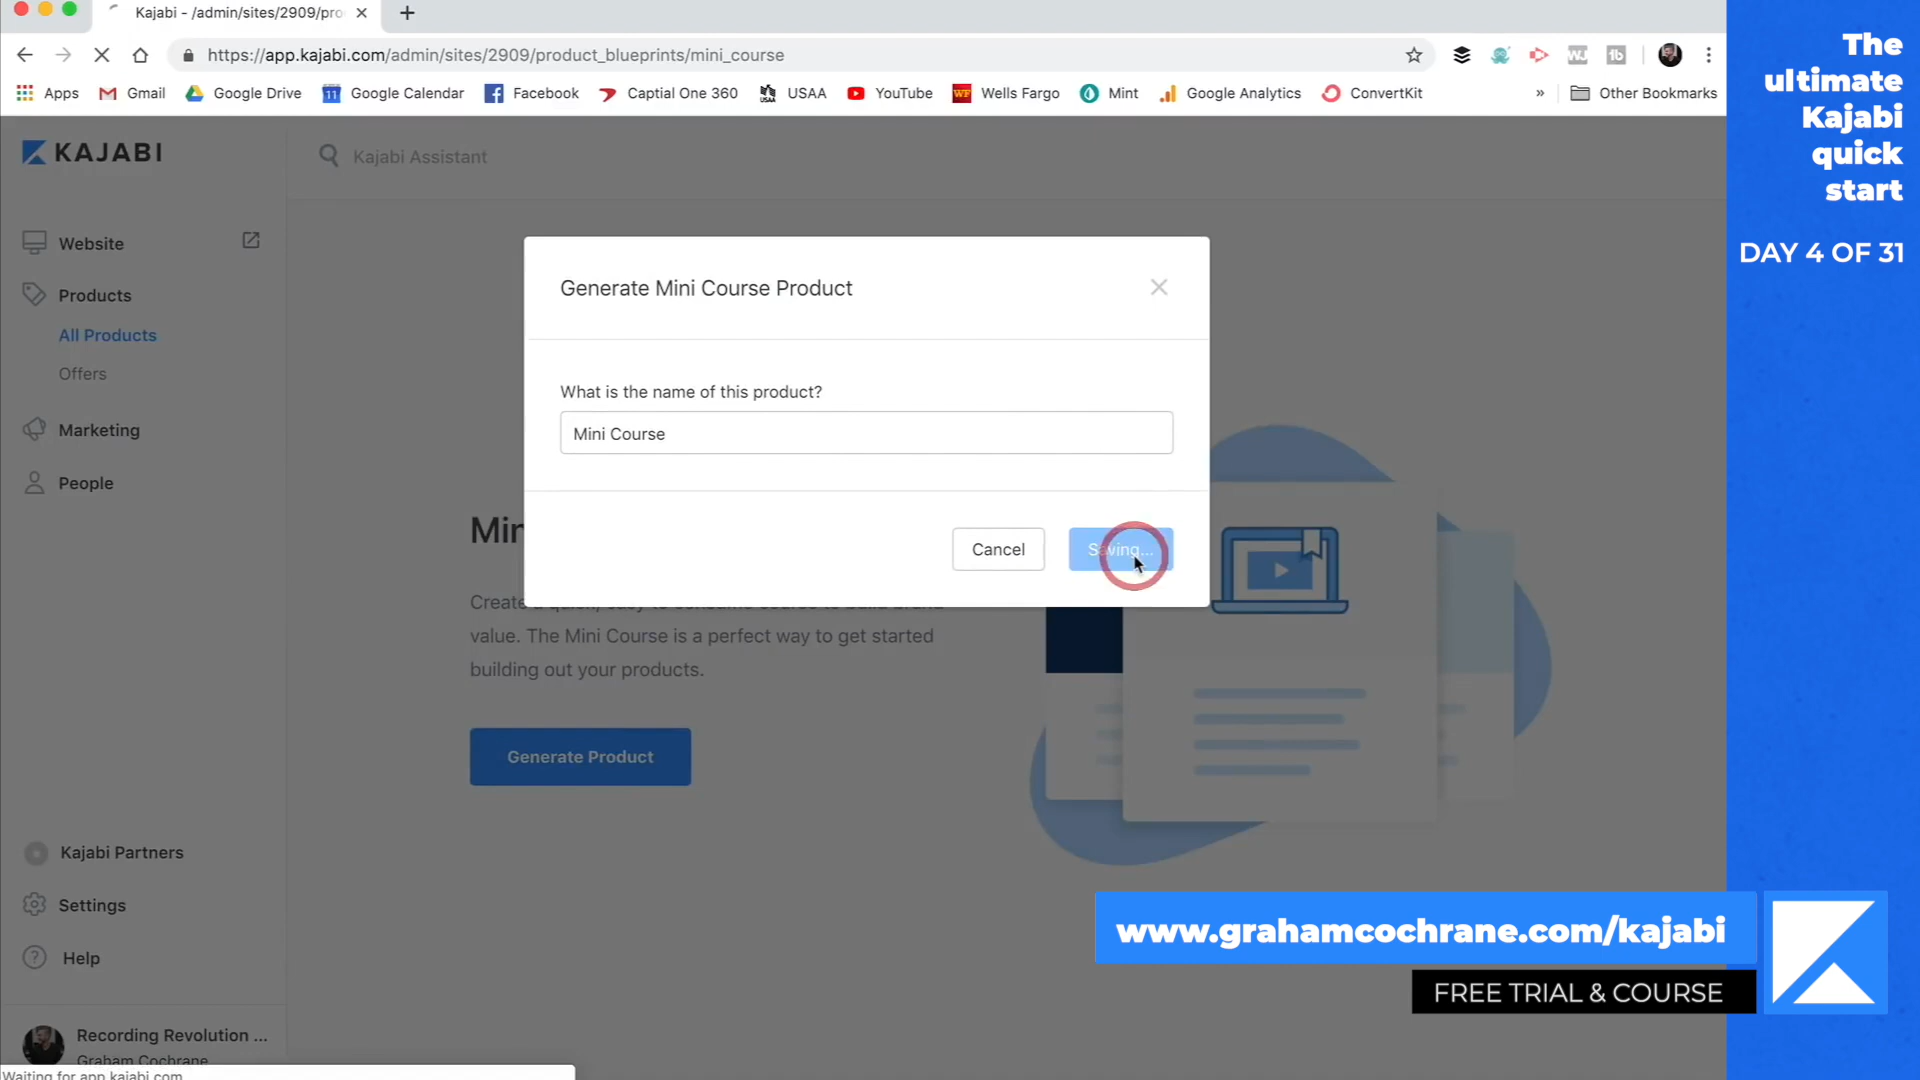 Kajabi - /admin/sites/2909/pro
https://app.kajabi.com/admin/sites/2909/product_blueprints/mini_course
Apps Gmail Google Drive 11 Google Calendar Facebook Captial One 360 USAA USAA YouTube WF Wells Fargo Mint Google Analytics ConvertKit » Other Bookmarks
KAJABI
Kajabi Assistant
Website
Products
All Products
Offers
Marketing
People
Kajabi Partners
Settings
Help
Recording Revolution ...
Graham Cochrane
Waiting for app.kajabi.com
Generate Mini Course Product
What is the name of this product?
Mini Course
Cancel Saving...
Min
Create a quick, easy to consume course to build brand
value. The Mini Course is a perfect way to get started
building out your products.
Generate Product
The
ultimate
Kajabi
quick
start
DAY 4 OF 31
www.grahamcochrane.com/kajabi
FREE TRIAL & COURSE